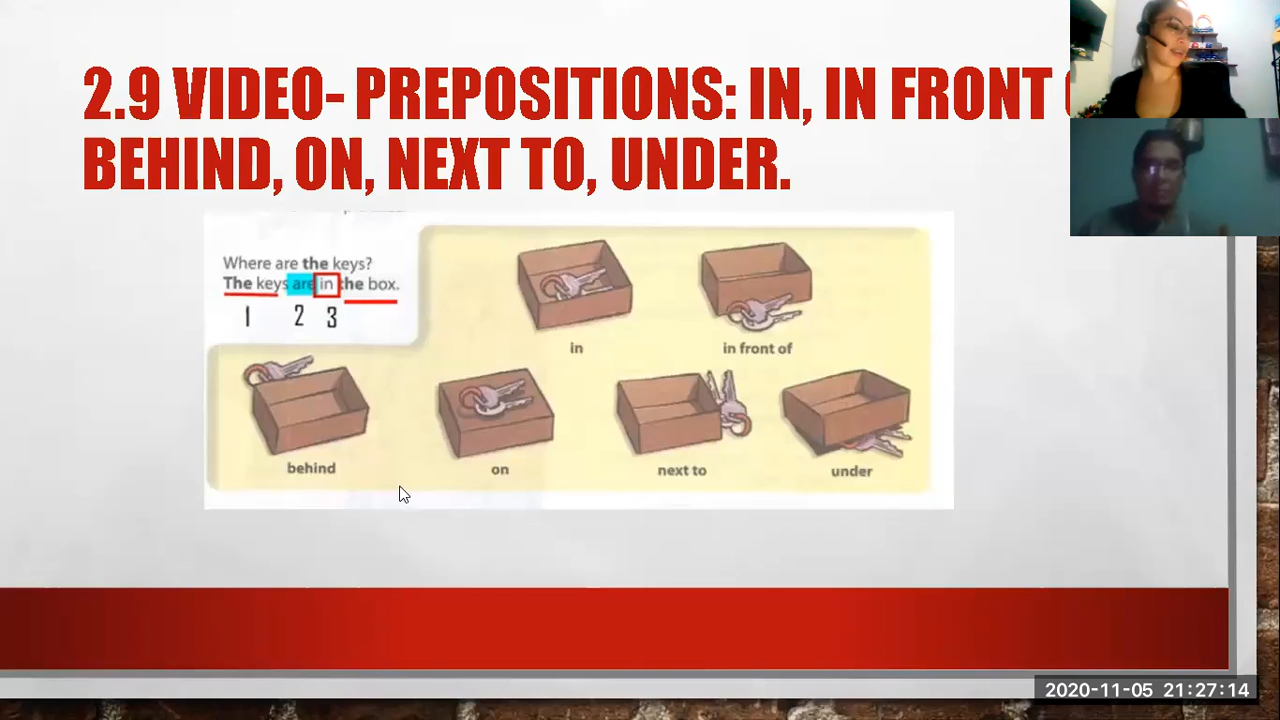 2.9 VIDEO- PREPOSITIONS: IN, IN FRONT
BEHIND, ON, NEXT TO, UNDER.
Where are the keys?
The keys are in the box.
1 2 3
in
in front of
behind
on
next to
under
2020-11-05 21:27:14